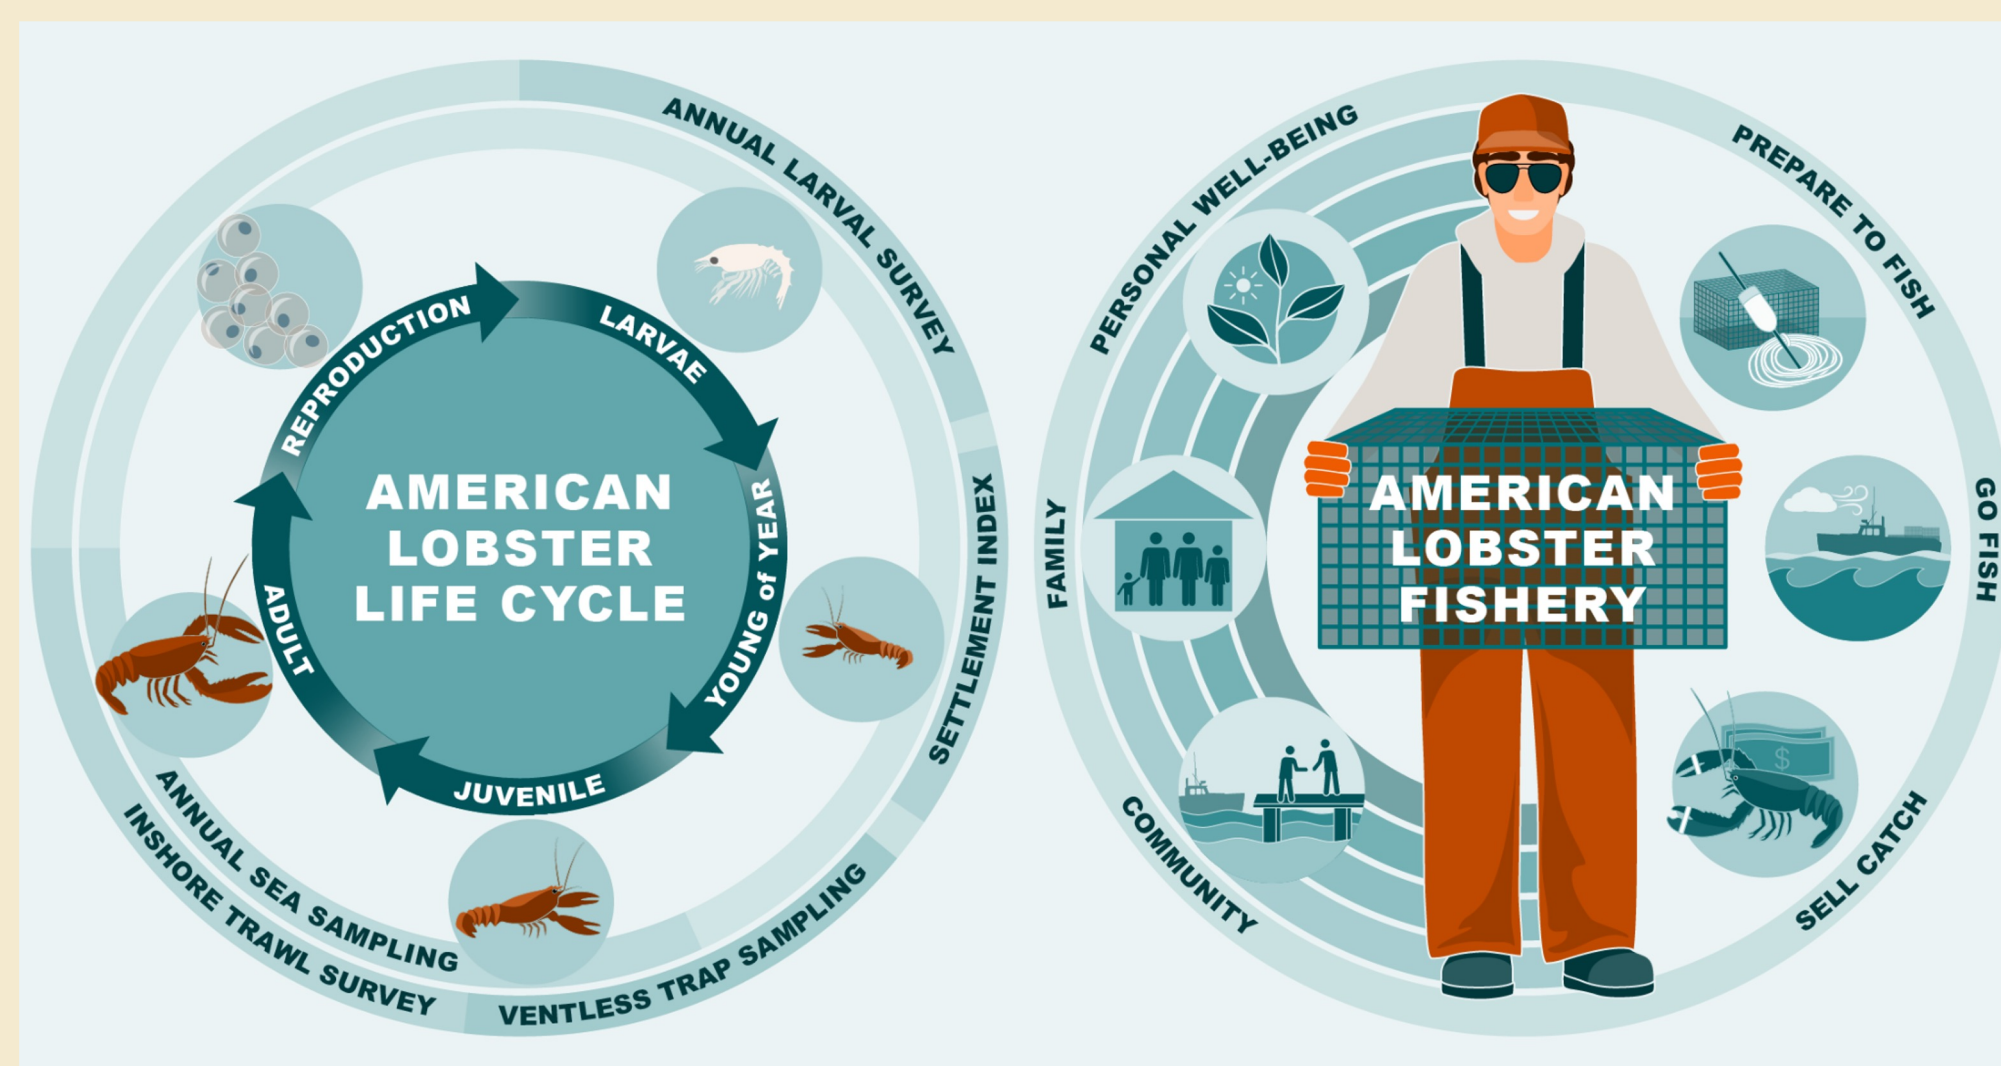 ANNUAL LARVAL SURVEY
SETTLEMENT INDEX
VENTLESS TRAP SAMPLING
INSHORE TRAWL SURVEY
ANNUAL SEA SAMPLING
REPRODUCTION
LARVAE
YOUNG of YEAR
JUVENILE
ADULT
AMERICAN
LOBSTER
LIFE CYCLE
PERSONAL WELL-BEING
FAMILY
COMMUNITY
PREPARE TO FISH
GO FISH
SELL CATCH
$
AMERICAN
LOBSTER
FISHERY